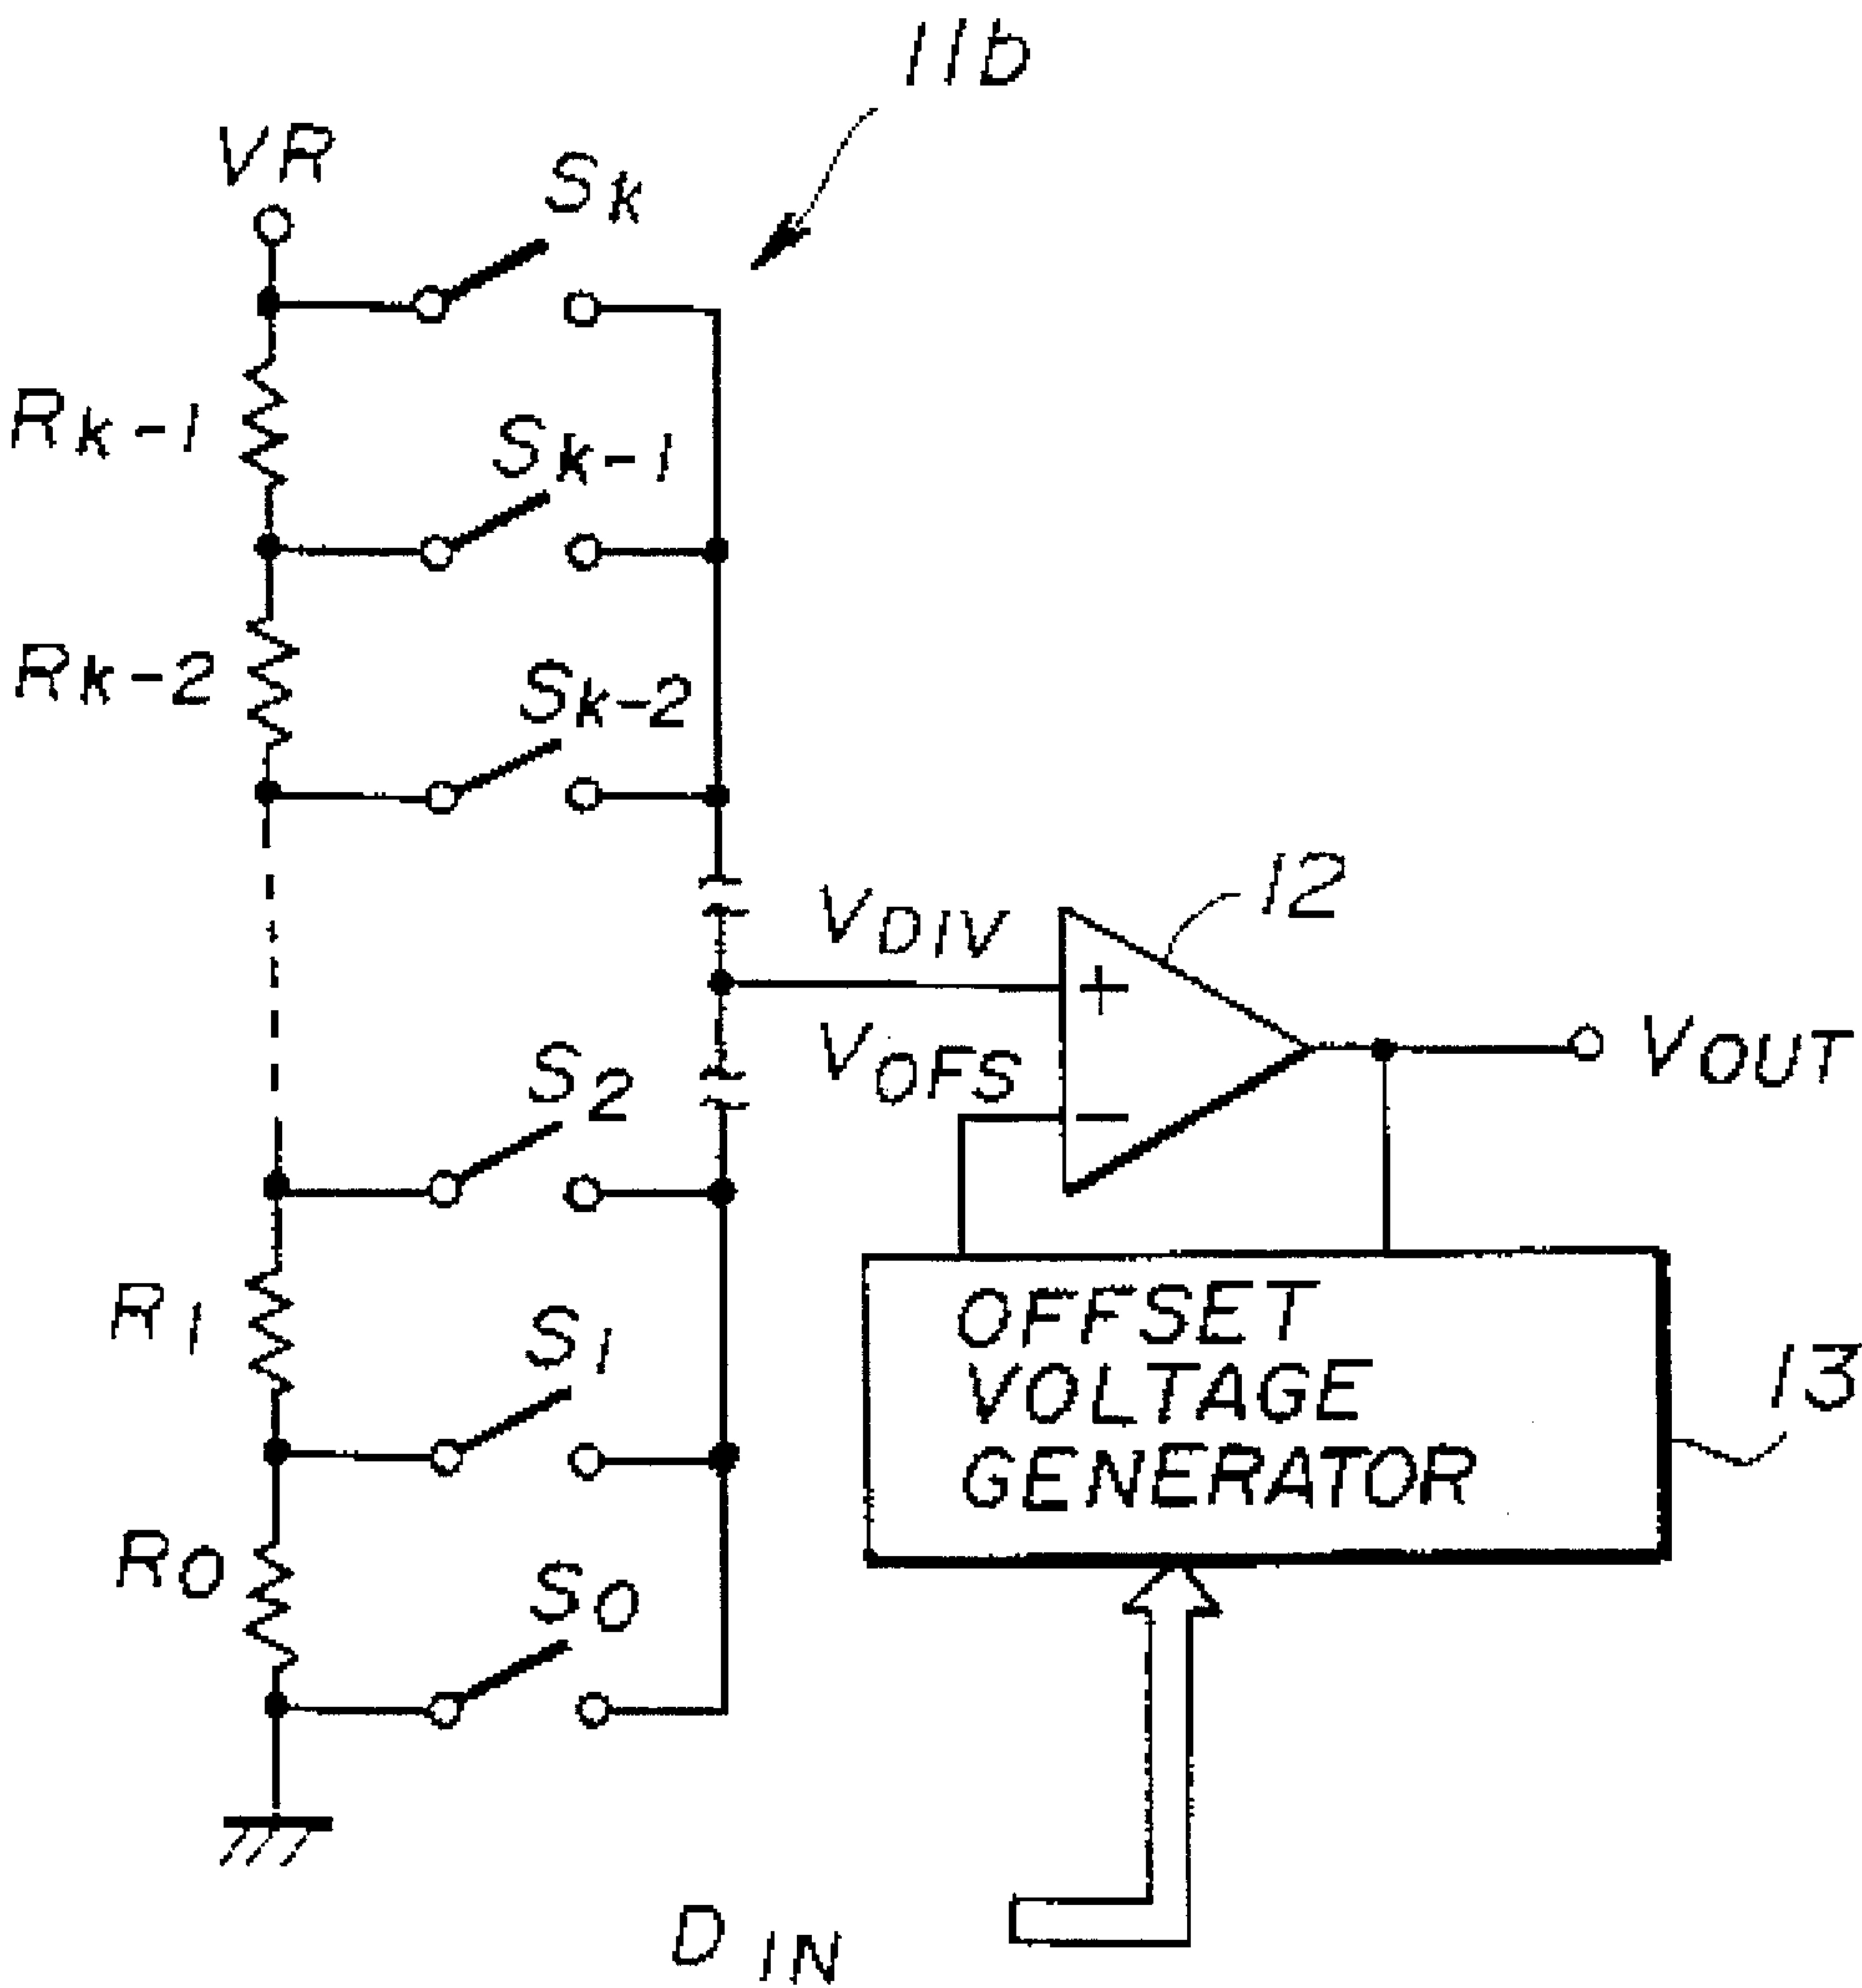 11b
VR
Sk
Rk-1
Sk-1
Rk-2
Sk-2
VDIV
12
VOFS
VOUT
S2
R1
S1
OFFSET
VOLTAGE
GENERATOR
13
R0
S0
DIN